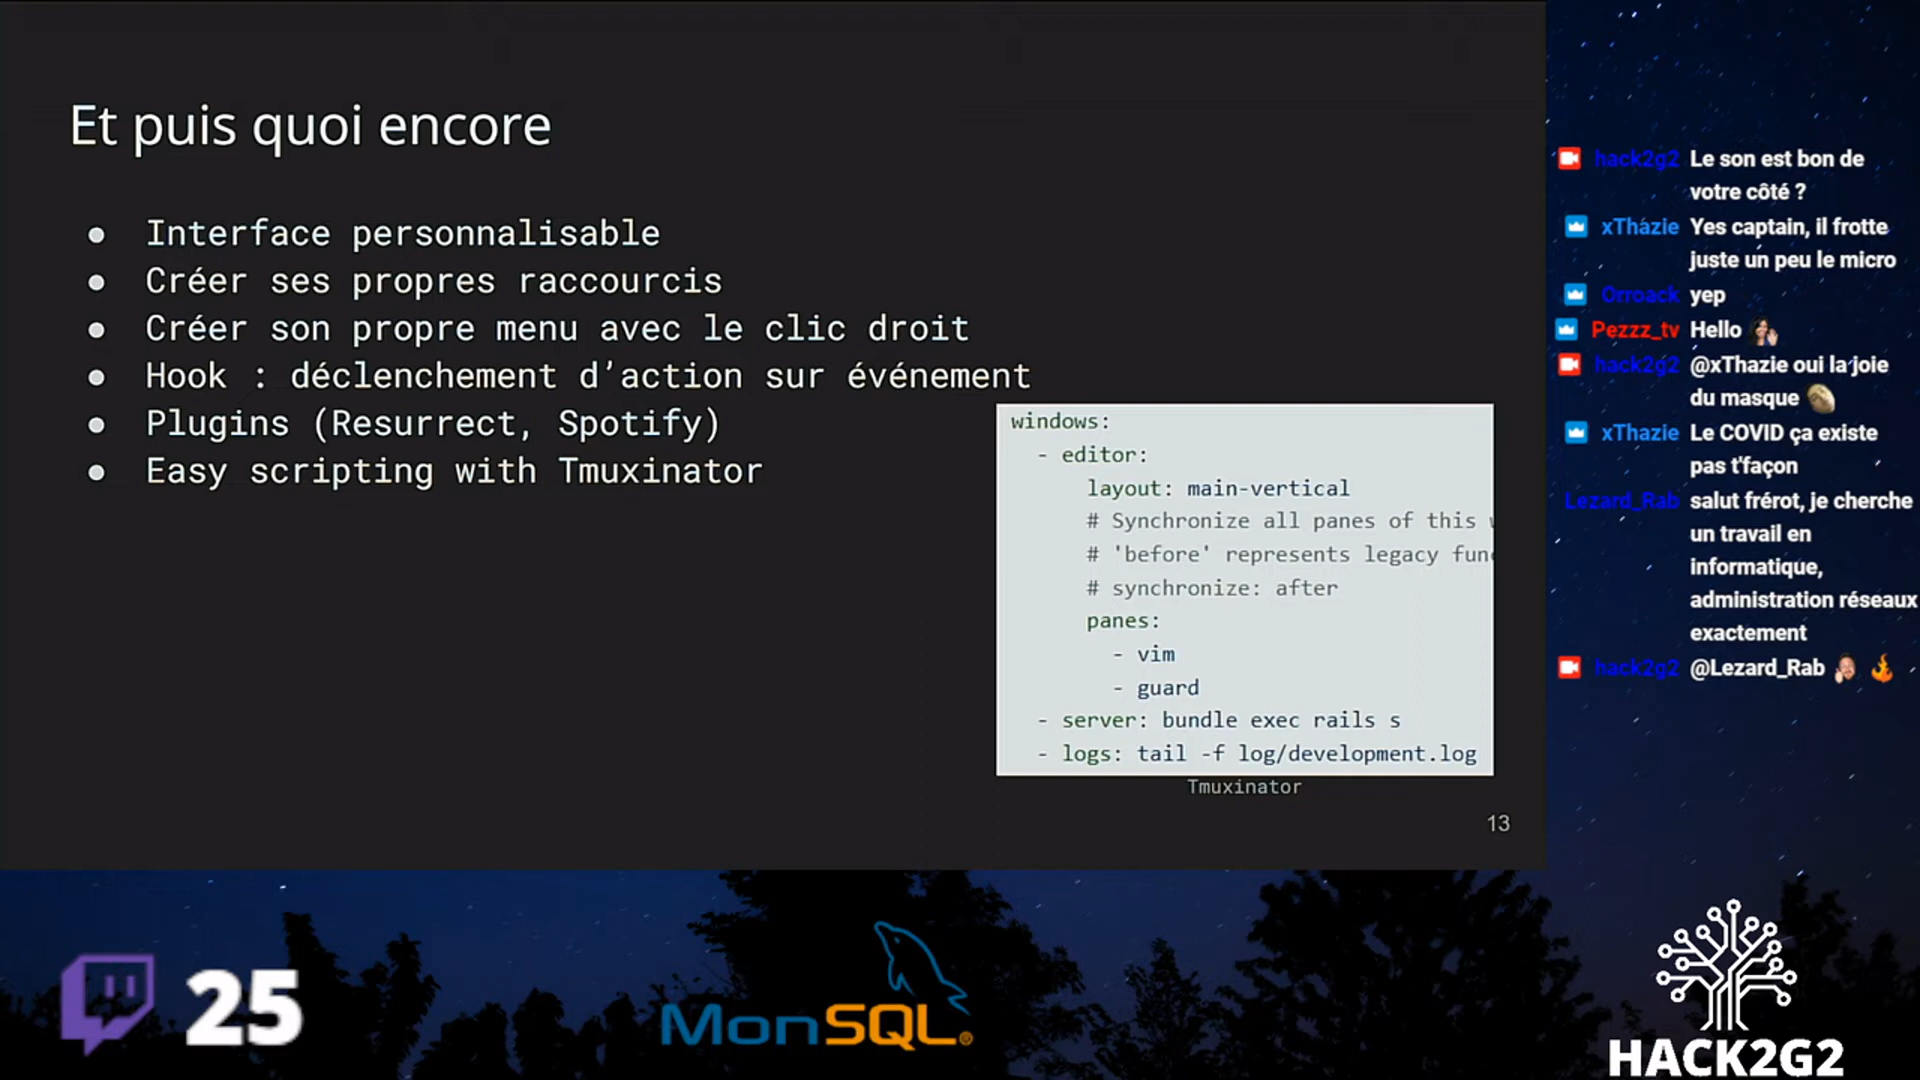 Et puis quoi encore
● Interface personnalisable
● Créer ses propres raccourcis
● Créer son propre menu avec le clic droit
● Hook : déclenchement d’action sur événement
● Plugins (Resurrect, Spotify)
● Easy scripting with Tmuxinator
windows:
- editor:
layout: main-vertical
# Synchronize all panes of this
# 'before' represents legacy fun
# synchronize: after
panes:
- vim
- guard
- server: bundle exec rails s
- logs: tail -f log/development.log
Tmuxinator
13
hack2g2 Le son est bon de
votre côté ?
xThazie Yes captain, il frotte
juste un peu le micro
Orroack yep
Pezzz_tv Hello
hack2g2 @xThazie oui la joie
du masque
xThazie Le COVID ça existe
pas t'façon
Lezard_Rab salut frérot, je cherche
un travail en
informatique,
administration réseaux
exactement
hack2g2 @Lezard_Rab
25
MonSQL®
HACK2G2